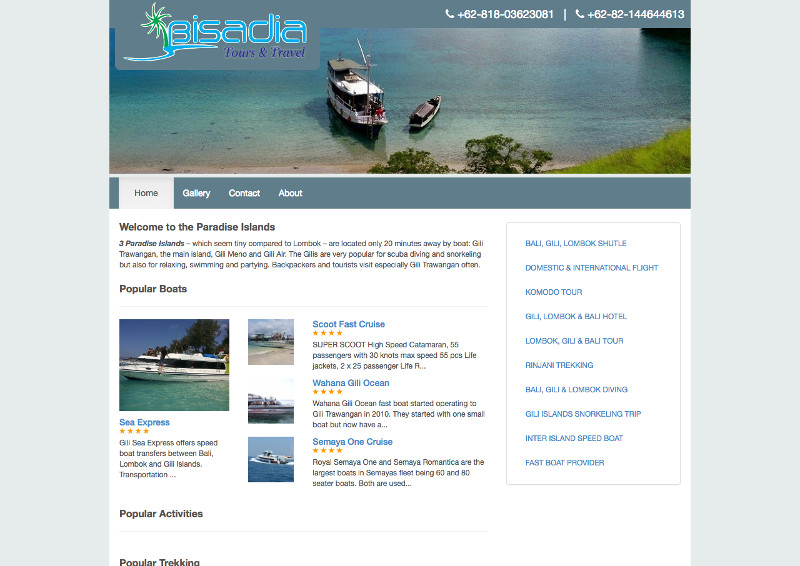 Pisadia
Tours & Travel
+62-818-03623081 | +62-82-144644613
Home Gallery Contact About
Welcome to the Paradise Islands
3 Paradise Islands – which seem tiny compared to Lombok – are located only 20 minutes away by boat: Gili
Trawangan, the main island, Gili Meno and Gili Air. The Gilis are very popular for scuba diving and snorkeling
but also for relaxing, swimming and partying. Backpackers and tourists visit especially Gili Trawangan often.
Popular Boats
Sea Express
Gili Sea Express offers speed
boat transfers between Bali,
Lombok and Gili Islands.
Transportation ...
Scoot Fast Cruise
SUPER SCOOT High Speed Catamaran, 55
passengers with 30 knots max speed 55 pcs Life
jackets, 2 x 25 passenger Life R...
Wahana Gili Ocean
Wahana Gili Ocean fast boat started operating to
Gili Trawangan in 2010. They started with one small
boat but now have a...
Semaya One Cruise
Royal Semaya One and Semaya Romantica are the
largest boats in Semayas fleet being 60 and 80
seater boats. Both are used...
Popular Activities
Popular Trekking
BALI, GILI, LOMBOK SHUTLE
DOMESTIC & INTERNATIONAL FLIGHT
KOMODO TOUR
GILI, LOMBOK & BALI HOTEL
LOMBOK, GILI & BALI TOUR
RINJANI TREKKING
BALI, GILI & LOMBOK DIVING
GILI ISLANDS SNORKELING TRIP
INTER ISLAND SPEED BOAT
FAST BOAT PROVIDER